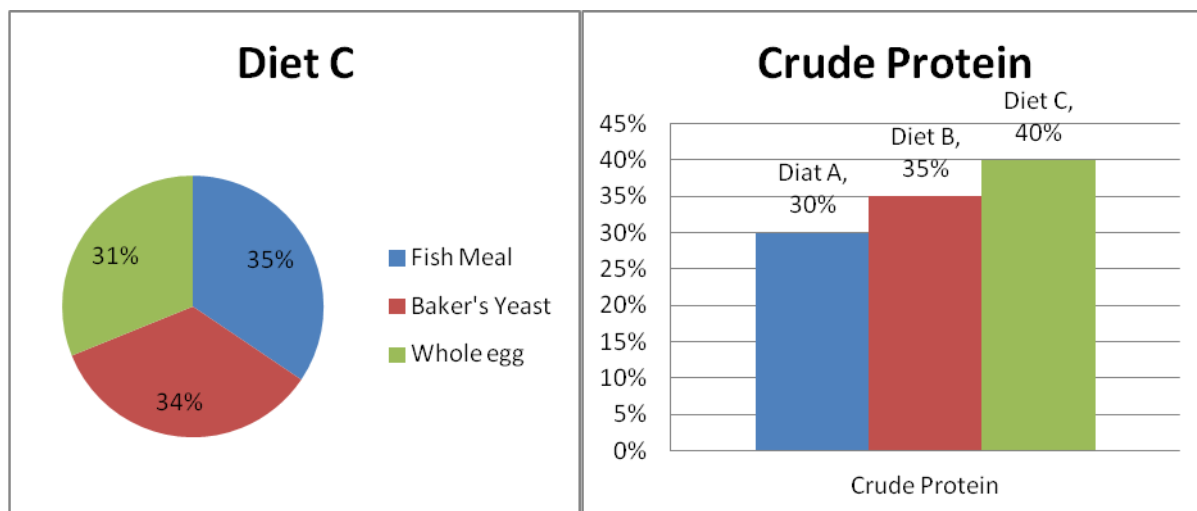 Diet C
31%
35%
34%
Fish Meal
Baker's Yeast
Whole egg
Crude Protein
45%
40%
35%
30%
25%
20%
15%
10%
5%
0%
Diat A,
30%
Diet B,
35%
Diet C,
40%
Crude Protein